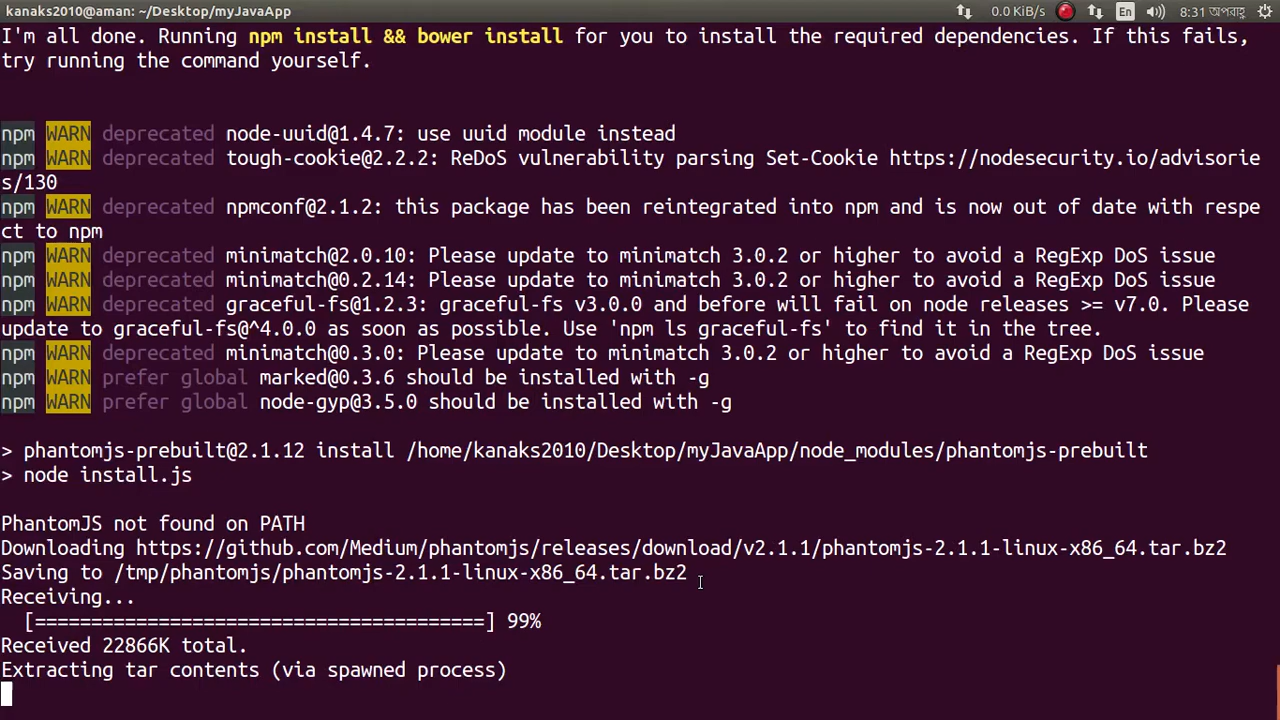 kanaks2010@aman: ~/Desktop/myJavaApp 0.0 KiB/s En 8:31 অপরাহ্ণ
I'm all done. Running npm install && bower install for you to install the required dependencies. If this fails,
try running the command yourself.
npm WARN deprecated node-uuid@1.4.7: use uuid module instead
npm WARN deprecated tough-cookie@2.2.2: ReDoS vulnerability parsing Set-Cookie https://nodesecurity.io/advisorie
s/130
npm WARN deprecated npmconf@2.1.2: this package has been reintegrated into npm and is now out of date with respe
ct to npm
npm WARN deprecated minimatch@2.0.10: Please update to minimatch 3.0.2 or higher to avoid a RegExp DoS issue
npm WARN deprecated minimatch@0.2.14: Please update to minimatch 3.0.2 or higher to avoid a RegExp DoS issue
npm WARN deprecated graceful-fs@1.2.3: graceful-fs v3.0.0 and before will fail on node releases >= v7.0. Please
update to graceful-fs@^4.0.0 as soon as possible. Use 'npm ls graceful-fs' to find it in the tree.
npm WARN deprecated minimatch@0.3.0: Please update to minimatch 3.0.2 or higher to avoid a RegExp DoS issue
npm WARN prefer global marked@0.3.6 should be installed with -g
npm WARN prefer global node-gyp@3.5.0 should be installed with -g
> phantomjs-prebuilt@2.1.12 install /home/kanaks2010/Desktop/myJavaApp/node_modules/phantomjs-prebuilt
> node install.js
PhantomJS not found on PATH
Downloading https://github.com/Medium/phantomjs/releases/download/v2.1.1/phantomjs-2.1.1-linux-x86_64.tar.bz2
Saving to /tmp/phantomjs/phantomjs-2.1.1-linux-x86_64.tar.bz2
Receiving...
[========================================] 99%
Received 22866K total.
Extracting tar contents (via spawned process)